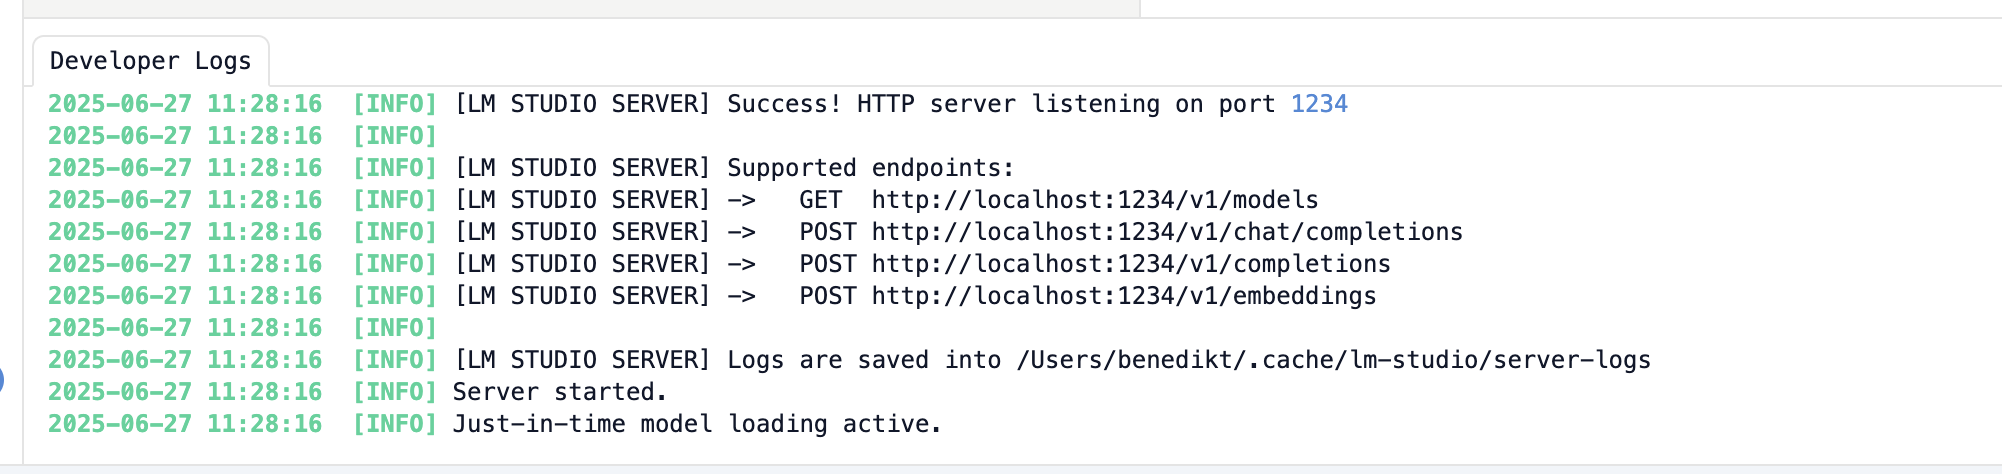 Developer Logs
2025-06-27 11:28:16  [INFO] [LM STUDIO SERVER] Success! HTTP server listening on port 1234
2025-06-27 11:28:16  [INFO]
2025-06-27 11:28:16  [INFO] [LM STUDIO SERVER] Supported endpoints:
2025-06-27 11:28:16  [INFO] [LM STUDIO SERVER] ->   GET  http://localhost:1234/v1/models
2025-06-27 11:28:16  [INFO] [LM STUDIO SERVER] ->   POST http://localhost:1234/v1/chat/completions
2025-06-27 11:28:16  [INFO] [LM STUDIO SERVER] ->   POST http://localhost:1234/v1/completions
2025-06-27 11:28:16  [INFO] [LM STUDIO SERVER] ->   POST http://localhost:1234/v1/embeddings
2025-06-27 11:28:16  [INFO]
2025-06-27 11:28:16  [INFO] [LM STUDIO SERVER] Logs are saved into /Users/benedikt/.cache/lm-studio/server-logs
2025-06-27 11:28:16  [INFO] Server started.
2025-06-27 11:28:16  [INFO] Just-in-time model loading active.